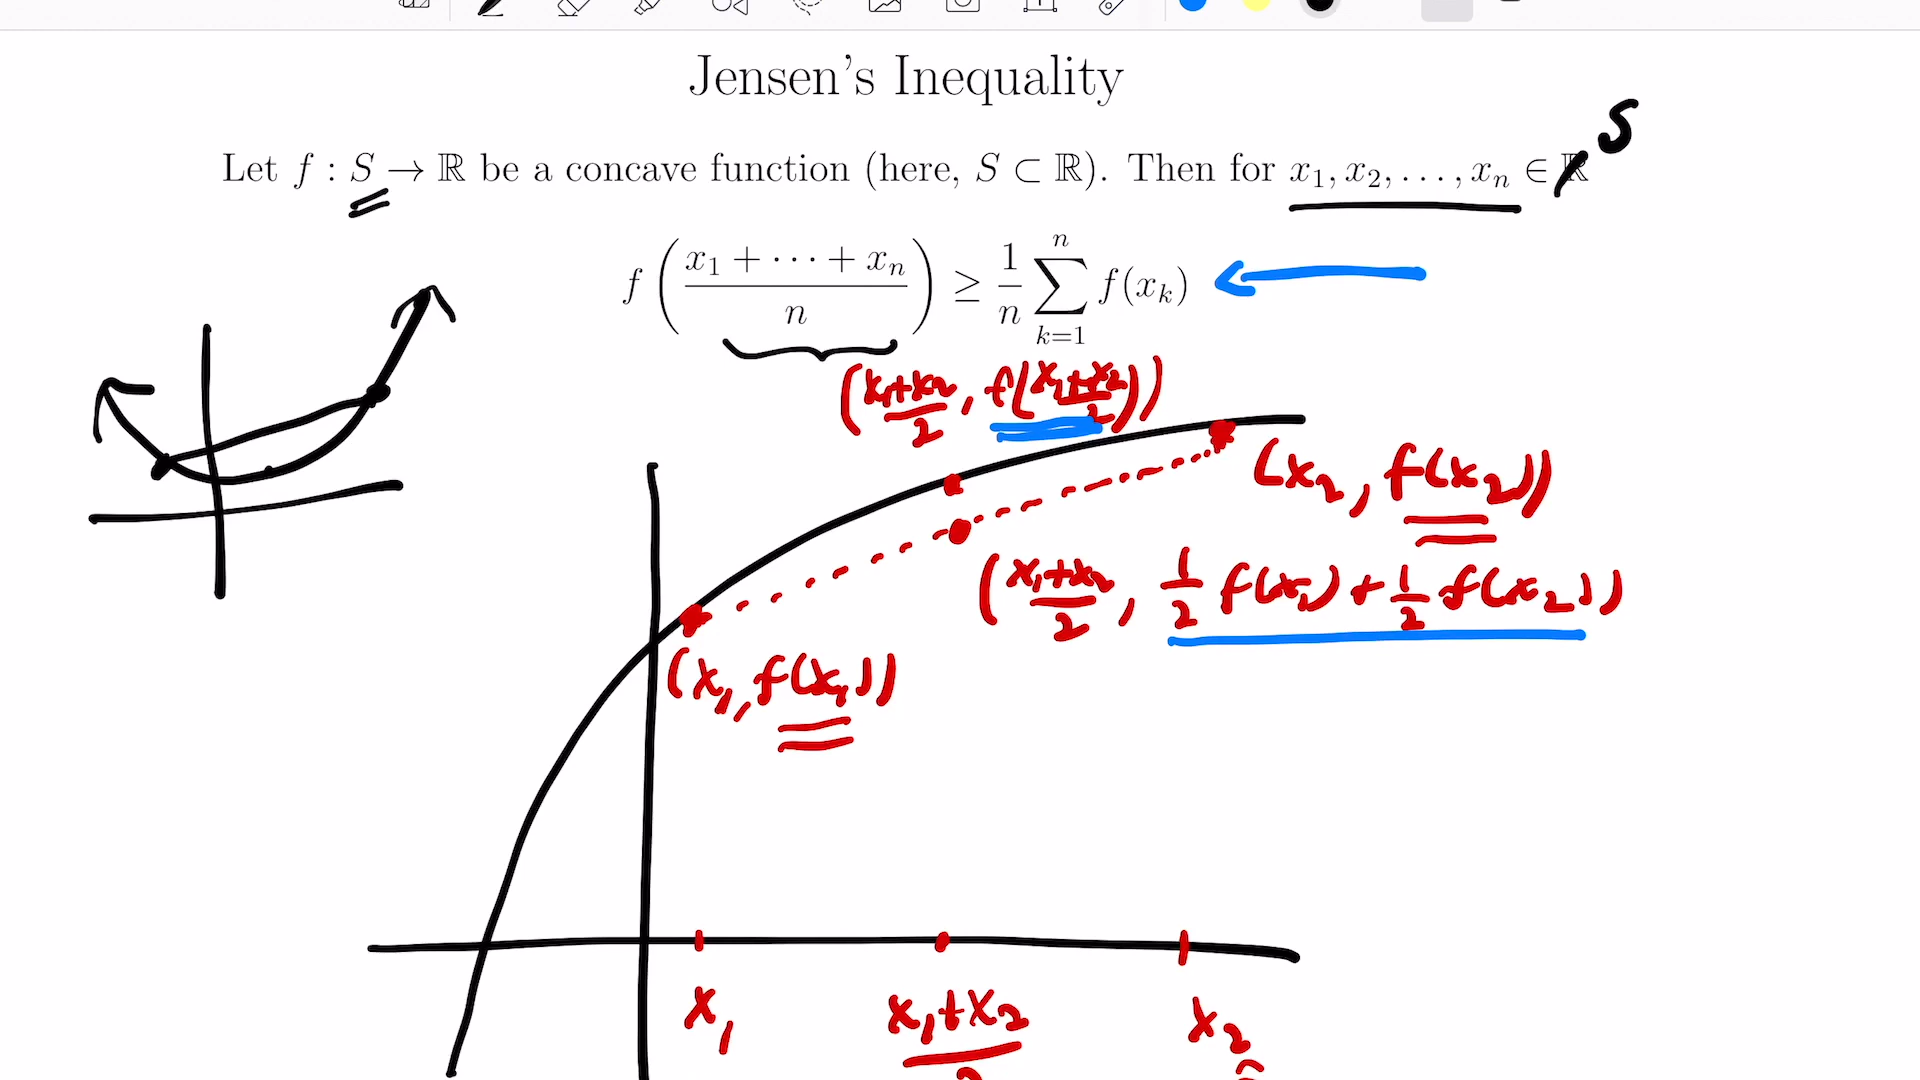 Jensen's Inequality
S
Let f : S → ℝ be a concave function (here, S ⊂ ℝ). Then for x₁, x₂, . . . , xₙ ∈ ℝ
f ( (x₁ + ··· + xₙ) / n ) ≥ 1/n ∑ₖ₌₁ⁿ f(xₖ)
( (x₁+x₂)/2 , f((x₁+x₂)/2) )
(x₂, f(x₂))
( (x₁+x₂)/2 , 1/2 f(x₁) + 1/2 f(x₂) )
(x₁, f(x₁))
x₁ (x₁+x₂)/2 x₂